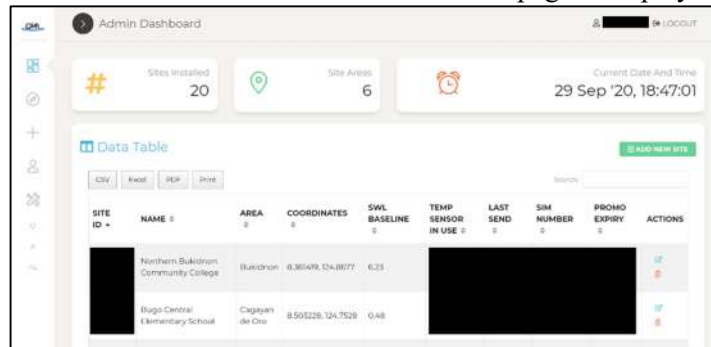 Admin Dashboard
LOGOUT
Sites Installed
20
Site Areas
6
Current Date And Time
29 Sep '20, 18:47:01
Data Table
ADD NEW SITE
CSV Excel PDF Print
Search:
SITE ID NAME AREA COORDINATES SWL BASELINE TEMP SENSOR IN USE LAST SEND SIM NUMBER PROMO EXPIRY ACTIONS
Northern Bukidnon Community College Bukidnon 6.23
Bugo Central Elementary School Cagayan de Oro 8.503228, 124.7528 0.48